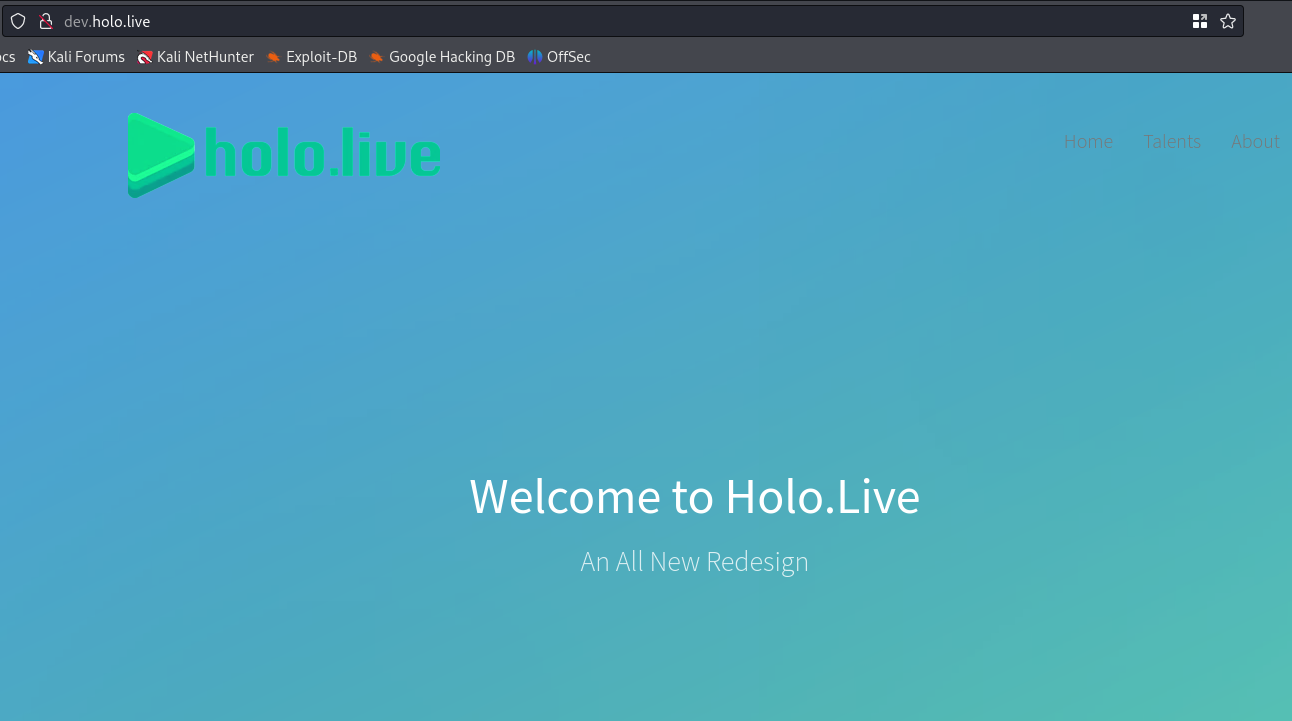 dev.holo.live
ocs Kali Forums Kali NetHunter Exploit-DB Google Hacking DB OffSec
holo.live
Home Talents About
Welcome to Holo.Live
An All New Redesign